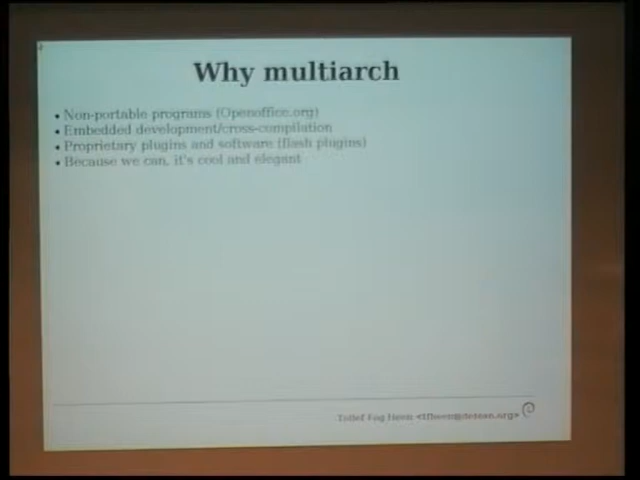 Why multiarch
• Non-portable programs (Openoffice.org)
• Embedded development/cross-compilation
• Proprietary plugins and software (flash plugins)
• Because we can, it's cool and elegant
Tollef Fog Heen <tfheen@debian.org>